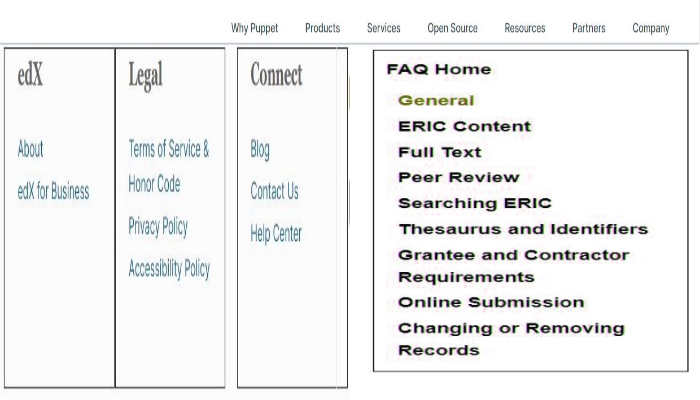 Why Puppet Products Services Open Source Resources Partners Company
edX
About
edX for Business
Legal
Terms of Service &
Honor Code
Privacy Policy
Accessibility Policy
Connect
Blog
Contact Us
Help Center
FAQ Home
General
ERIC Content
Full Text
Peer Review
Searching ERIC
Thesaurus and Identifiers
Grantee and Contractor
Requirements
Online Submission
Changing or Removing
Records